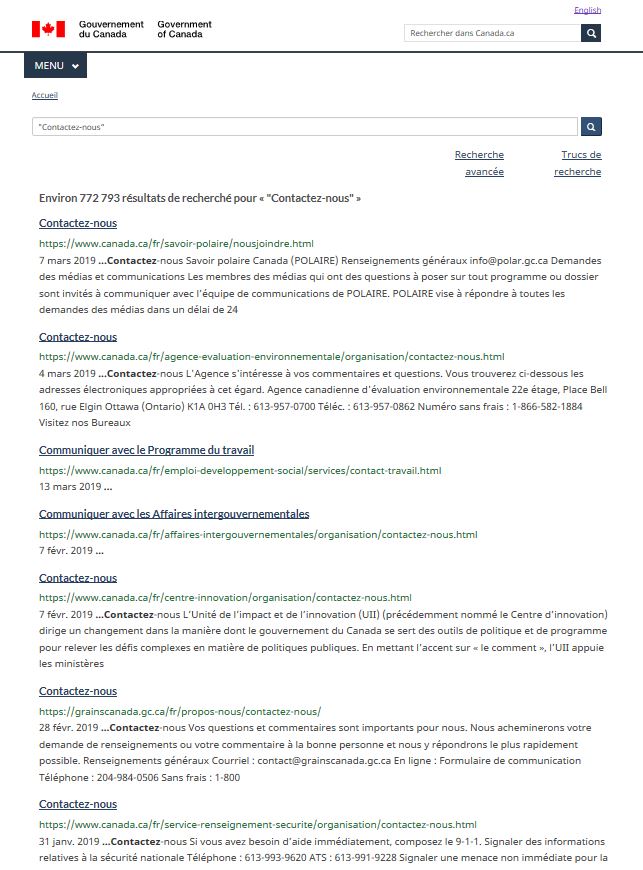 English
Gouvernement
du Canada
Government
of Canada
Rechercher dans Canada.ca
MENU
Accueil
"Contactez-nous"
Recherche
avancée
Trucs de
recherche
Environ 772 793 résultats de recherché pour « "Contactez-nous" »
Contactez-nous
https://www.canada.ca/fr/savoir-polaire/nousjoindre.html
7 mars 2019 ...Contactez-nous Savoir polaire Canada (POLAIRE) Renseignements généraux info@polar.gc.ca Demandes
des médias et communications Les membres des médias qui ont des questions à poser sur tout programme ou dossier
sont invités à communiquer avec l'équipe de communications de POLAIRE. POLAIRE vise à répondre à toutes les
demandes des médias dans un délai de 24
Contactez-nous
https://www.canada.ca/fr/agence-evaluation-environnementale/organisation/contactez-nous.html
4 mars 2019 ...Contactez-nous L'Agence s'intéresse à vos commentaires et questions. Vous trouverez ci-dessous les
adresses électroniques appropriées à cet égard. Agence canadienne d'évaluation environnementale 22e étage, Place Bell
160, rue Elgin Ottawa (Ontario) K1A 0H3 Tél. : 613-957-0700 Téléc. : 613-957-0862 Numéro sans frais : 1-866-582-1884
Visitez nos Bureaux
Communiquer avec le Programme du travail
https://www.canada.ca/fr/emploi-developpement-social/services/contact-travail.html
13 mars 2019 ...
Communiquer avec les Affaires intergouvernementales
https://www.canada.ca/fr/affaires-intergouvernementales/organisation/contactez-nous.html
7 févr. 2019 ...
Contactez-nous
https://www.canada.ca/fr/centre-innovation/organisation/contactez-nous.html
7 févr. 2019 ...Contactez-nous L'Unité de l'impact et de l'innovation (UII) (précédemment nommé le Centre d'innovation)
dirige un changement dans la manière dont le gouvernement du Canada se sert des outils de politique et de programme
pour relever les défis complexes en matière de politiques publiques. En mettant l'accent sur « le comment », l'UII appuie
les ministères
Contactez-nous
https://grainscanada.gc.ca/fr/propos-nous/contactez-nous/
28 févr. 2019 ...Contactez-nous Vos questions et commentaires sont importants pour nous. Nous acheminerons votre
demande de renseignements ou votre commentaire à la bonne personne et nous y répondrons le plus rapidement
possible. Renseignements généraux Courriel : contact@grainscanada.gc.ca En ligne : Formulaire de communication
Téléphone : 204-984-0506 Sans frais : 1-800
Contactez-nous
https://www.canada.ca/fr/service-renseignement-securite/organisation/contactez-nous.html
31 janv. 2019 ...Contactez-nous Si vous avez besoin d'aide immédiatement, composez le 9-1-1. Signaler des informations
relatives à la sécurité nationale Téléphone : 613-993-9620 ATS : 613-991-9228 Signaler une menace non immédiate pour la